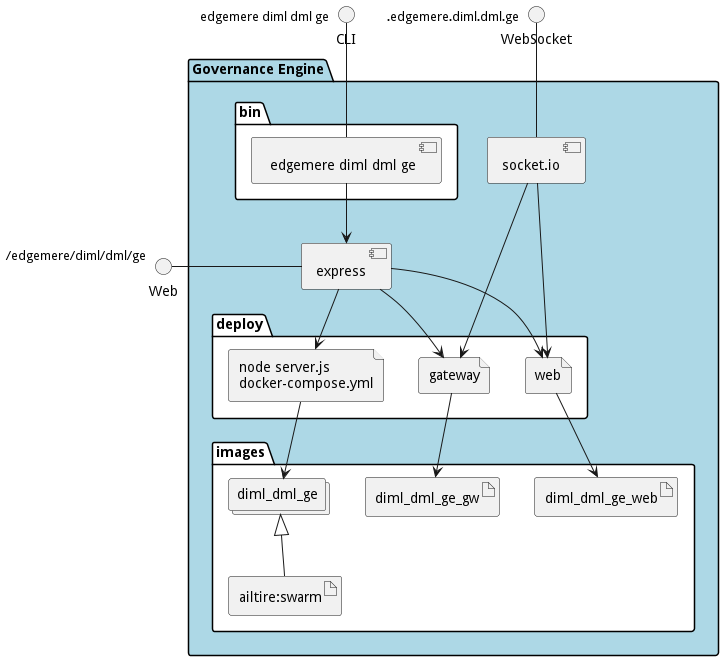 edgemere diml dml ge
.edgemere.diml.dml.ge
CLI
WebSocket
Governance Engine
bin
edgemere diml dml ge
socket.io
/edgemere/diml/dml/ge
Web
express
deploy
node server.js
docker-compose.yml
gateway
web
images
diml_dml_ge
diml_dml_ge_gw
diml_dml_ge_web
ailtire:swarm